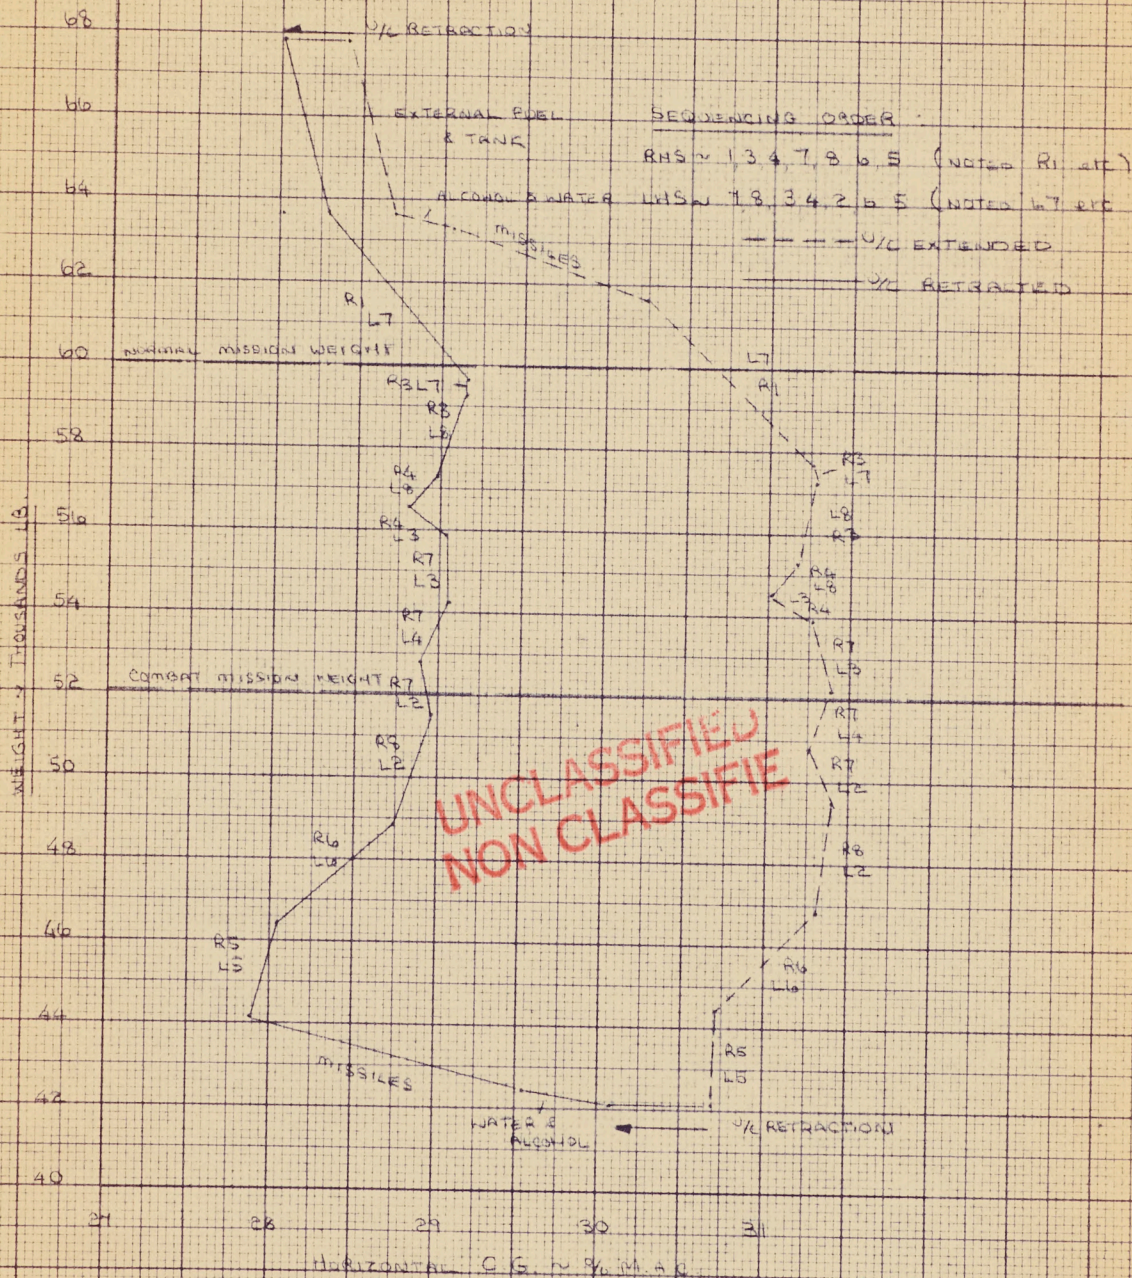 68
U/C RETRACTION
66
EXTERNAL FUEL
& TANK
SEQUENCING ORDER
RHS ~ 1, 3, 4, 7, 8, 6, 5 (NOTED R1 etc)
64
ALCOHOL & WATER
LHS ~ 7, 8, 3, 4, 2, 6, 5 (NOTED L7 etc
MISSILES
U/C EXTENDED
62
U/C RETRACTED
R1
L7
60
NORMAL MISSION WEIGHT
L7
R1
R3 L7
R3
L8
58
R3
L7
R4
L8
56
L8
R3
R4
L3
R7
L3
R4
L8
54
L3
R4
R7
L4
R7
L3
52
COMBAT MISSION WEIGHT
R7
L2
R7
L4
R8
L2
50
R7
L2
UNCLASSIFIED
NON CLASSIFIE
48
R6
L6
R8
L2
46
R5
L5
R6
L6
44
R5
L5
MISSILES
42
WATER &
ALCOHOL
U/C RETRACTION
40
27 28 29 30 31
HORIZONTAL C.G. ~ % M.A.C.
WEIGHT ~ THOUSANDS LB.